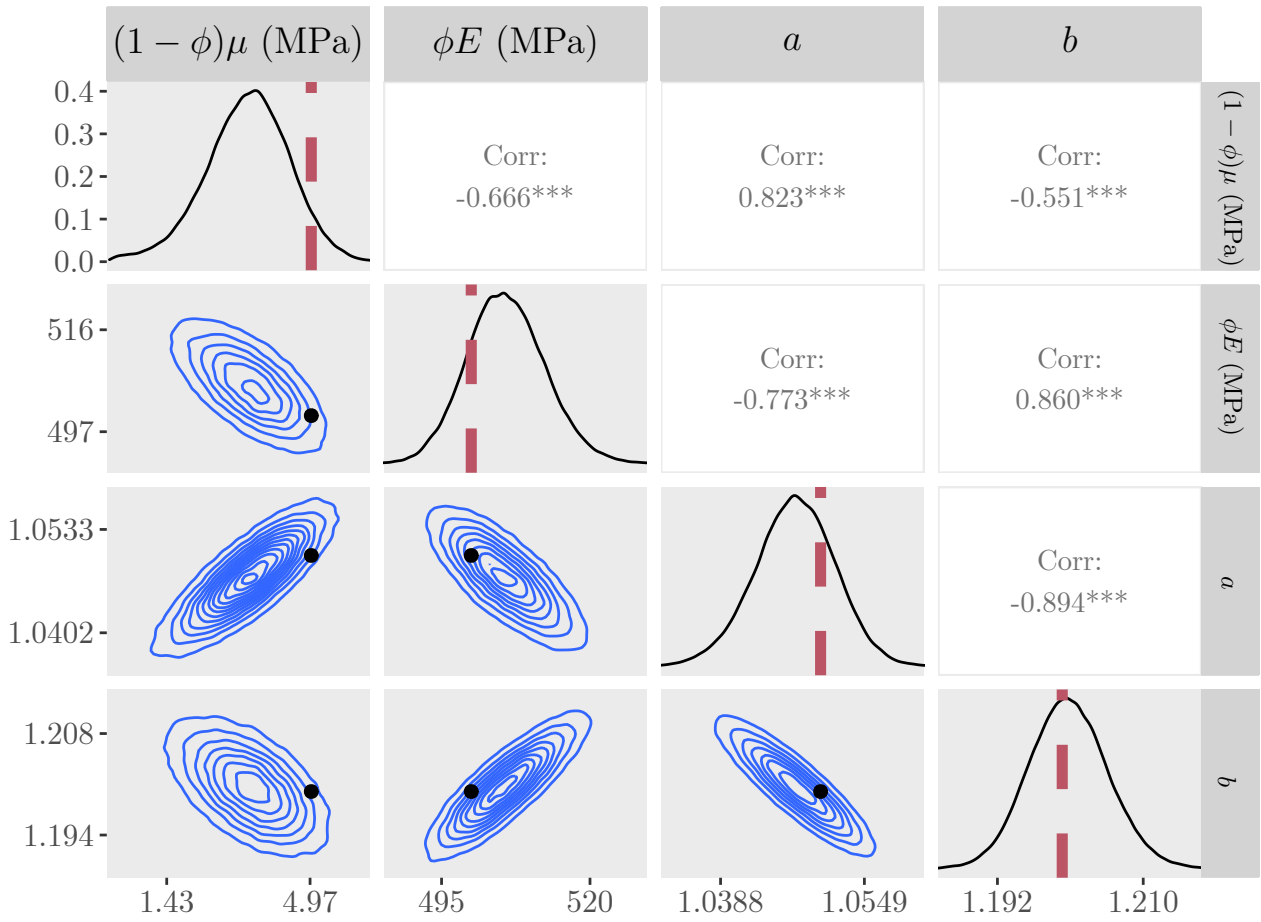 (1 − ϕ)μ (MPa)
ϕE (MPa)
a
b
0.4
0.3
0.2
0.1
0.0
Corr:
-0.666***
Corr:
0.823***
Corr:
-0.551***
(1 − ϕ)μ (MPa)
516
497
Corr:
-0.773***
Corr:
0.860***
ϕE (MPa)
1.0533
1.0402
Corr:
-0.894***
a
1.208
1.194
b
1.43
4.97
495
520
1.0388
1.0549
1.192
1.210